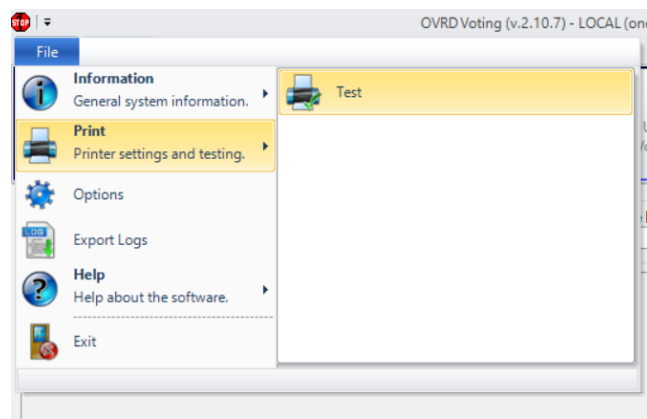 STOP
OVRD Voting (v.2.10.7) - LOCAL (on
File
Information
General system information.
Print
Printer settings and testing.
Test
Options
LOG
Export Logs
Help
Help about the software.
Exit